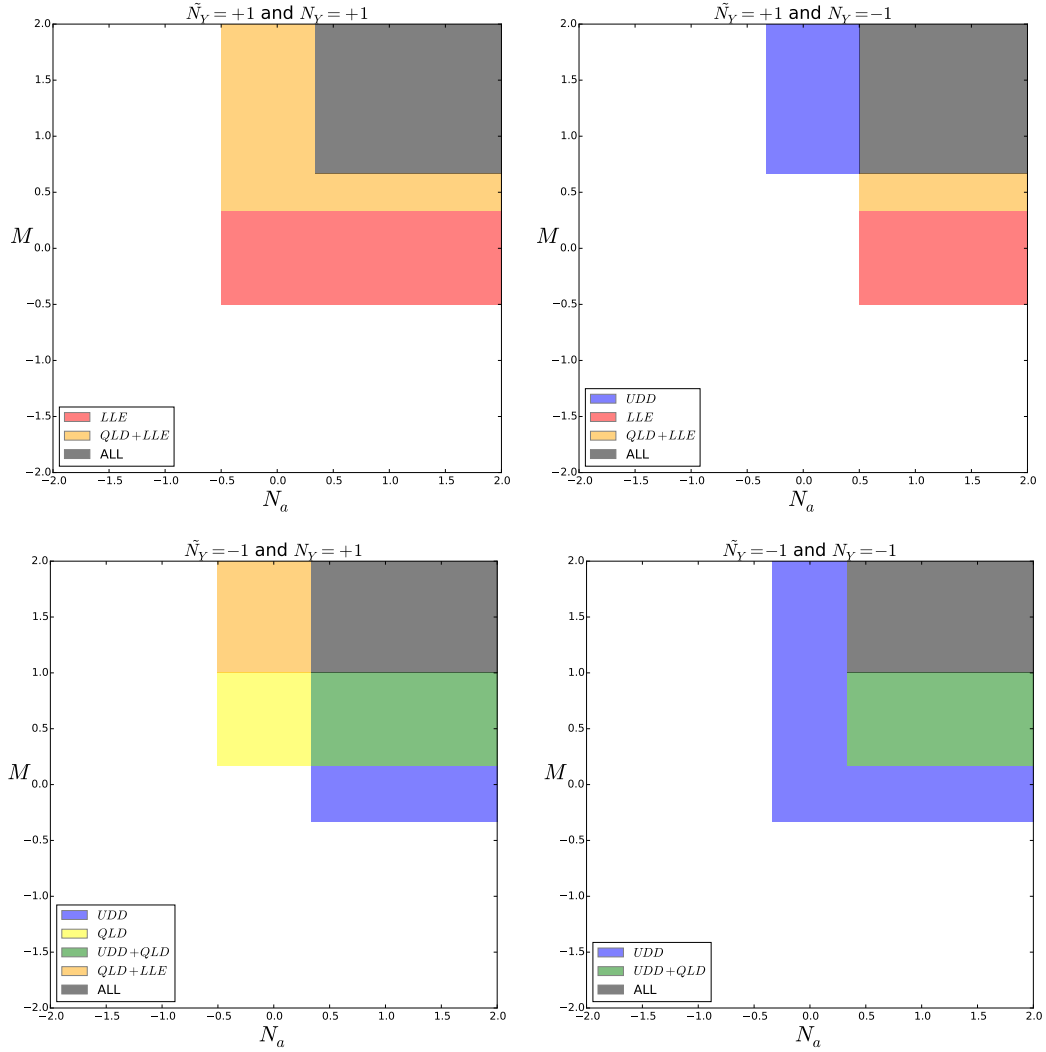 Ñ_Y = +1 and N_Y = +1
2.0
1.5
1.0
0.5
M 0.0
−0.5
−1.0
−1.5
−2.0
LLE
QLD+LLE
ALL
−2.0 −1.5 −1.0 −0.5 0.0 0.5 1.0 1.5 2.0
N_a
Ñ_Y = +1 and N_Y = −1
2.0
1.5
1.0
0.5
M 0.0
−0.5
−1.0
−1.5
−2.0
UDD
LLE
QLD+LLE
ALL
−2.0 −1.5 −1.0 −0.5 0.0 0.5 1.0 1.5 2.0
N_a
Ñ_Y = −1 and N_Y = +1
2.0
1.5
1.0
0.5
M 0.0
−0.5
−1.0
−1.5
−2.0
UDD
QLD
UDD+QLD
QLD+LLE
ALL
−2.0 −1.5 −1.0 −0.5 0.0 0.5 1.0 1.5 2.0
N_a
Ñ_Y = −1 and N_Y = −1
2.0
1.5
1.0
0.5
M 0.0
−0.5
−1.0
−1.5
−2.0
UDD
UDD+QLD
ALL
−2.0 −1.5 −1.0 −0.5 0.0 0.5 1.0 1.5 2.0
N_a